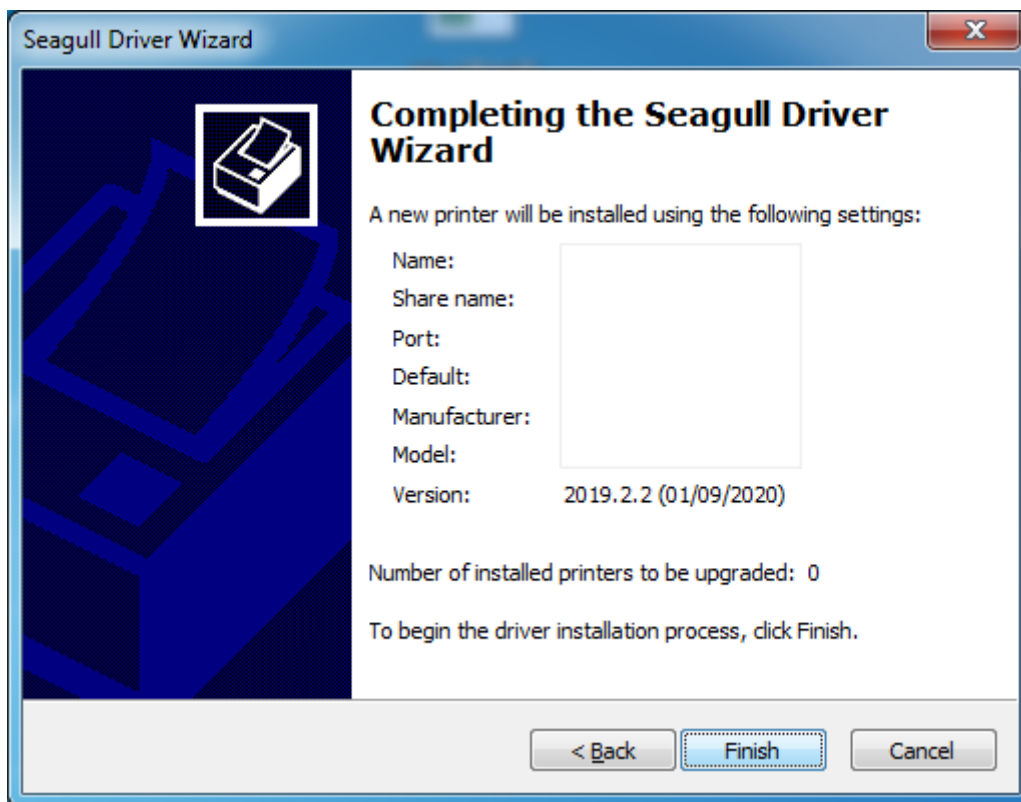 Seagull Driver Wizard
Completing the Seagull Driver
Wizard
A new printer will be installed using the following settings:
Name:
Share name:
Port:
Default:
Manufacturer:
Model:
Version: 2019.2.2 (01/09/2020)
Number of installed printers to be upgraded: 0
To begin the driver installation process, click Finish.
< Back Finish Cancel